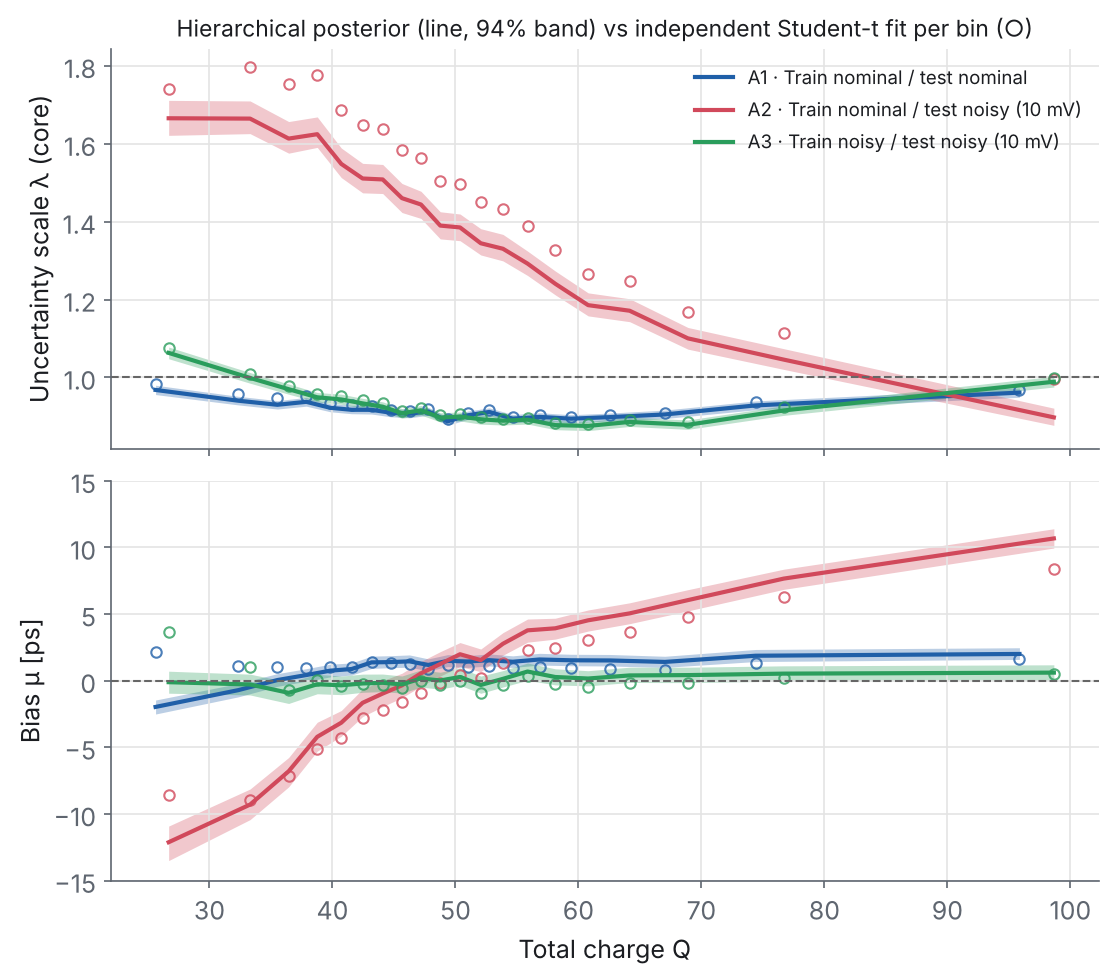 Hierarchical posterior (line, 94% band) vs independent Student-t fit per bin (○)
Uncertainty scale λ (core)
1.8
1.6
1.4
1.2
1.0
A1 · Train nominal / test nominal
A2 · Train nominal / test noisy (10 mV)
A3 · Train noisy / test noisy (10 mV)
Bias μ [ps]
15
10
5
0
−5
−10
−15
30 40 50 60 70 80 90 100
Total charge Q